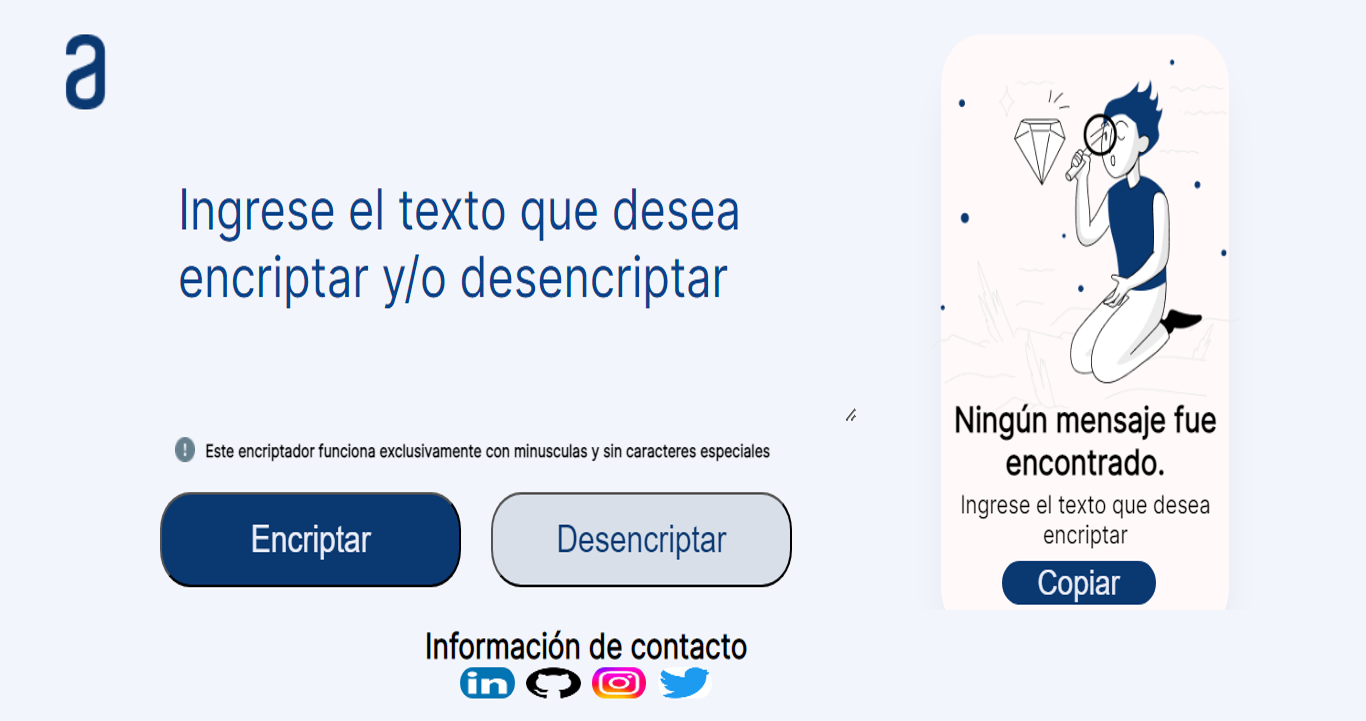 a
Ingrese el texto que desea
encriptar y/o desencriptar
Este encriptador funciona exclusivamente con minusculas y sin caracteres especiales
Encriptar
Desencriptar
Ningún mensaje fue
encontrado.
Ingrese el texto que desea
encriptar
Copiar
Información de contacto
in